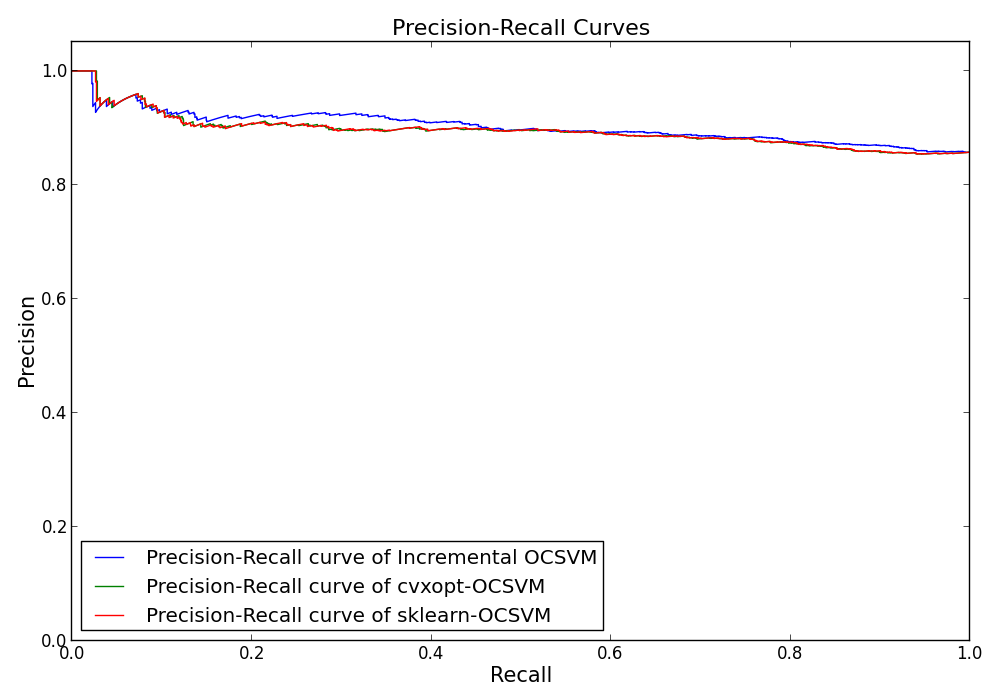 Precision-Recall Curves
Precision
1.0
0.8
0.6
0.4
0.2
0.0
Precision-Recall curve of Incremental OCSVM
Precision-Recall curve of cvxopt-OCSVM
Precision-Recall curve of sklearn-OCSVM
0.0 0.2 0.4 0.6 0.8 1.0
Recall